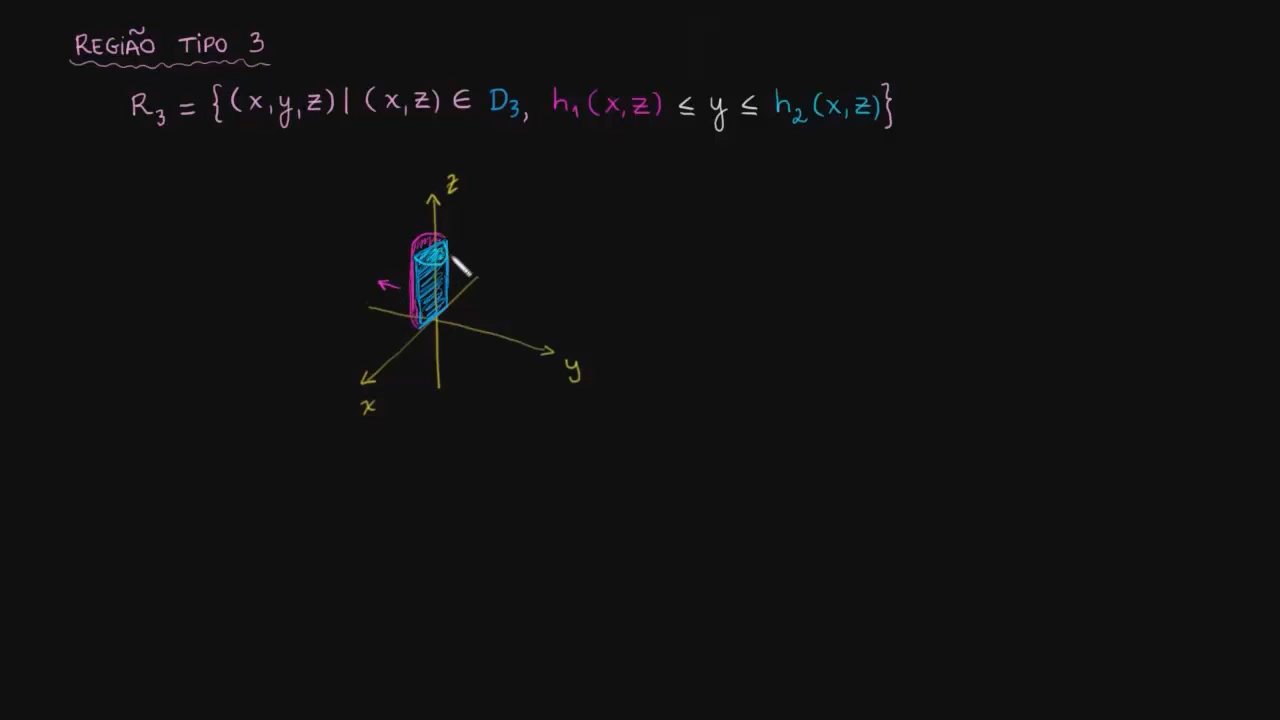 REGIÃO TIPO 3
R₃ = {(x,y,z) | (x,z) ∈ D₃, h₁(x,z) ≤ y ≤ h₂(x,z)}
z
y
x